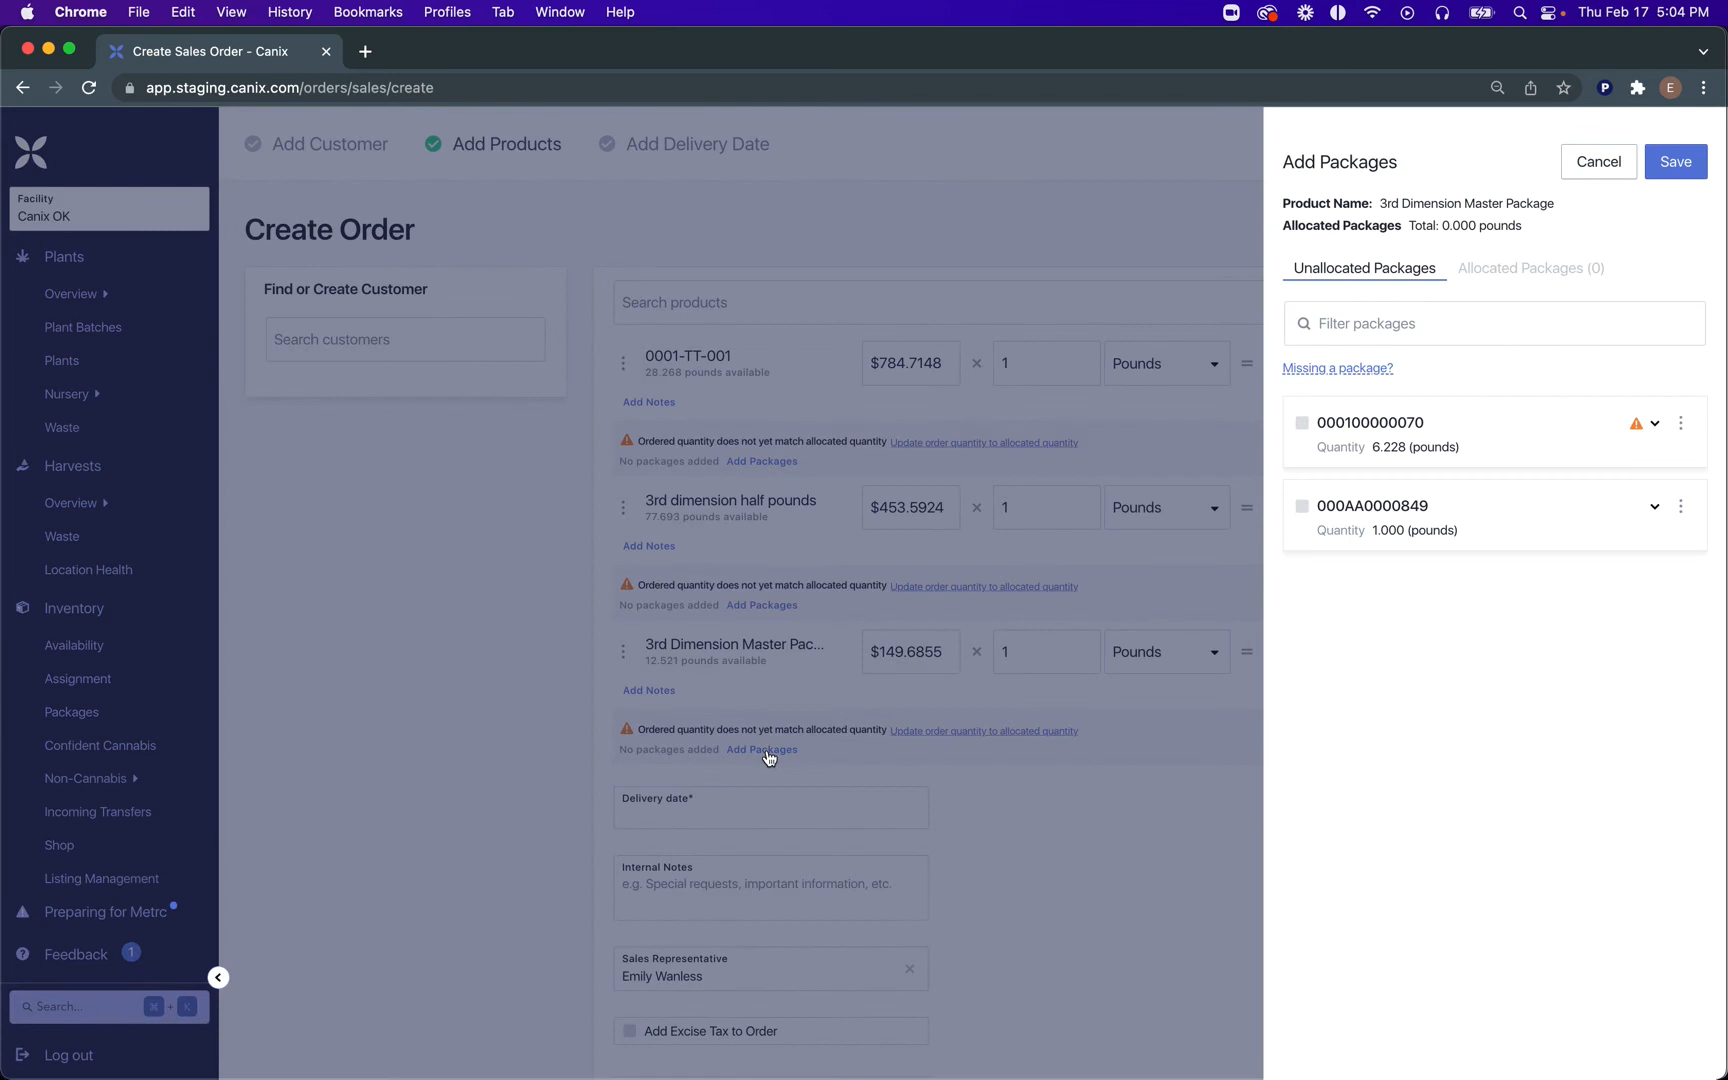 Chrome File Edit View History Bookmarks Profiles Tab Window Help Thu Feb 17 5:04 PM
Create Sales Order - Canix
app.staging.canix.com/orders/sales/create P E
Facility
Canix OK
Plants
Overview
Plant Batches
Plants
Nursery
Waste
Harvests
Overview
Waste
Location Health
Inventory
Availability
Assignment
Packages
Confident Cannabis
Non-Cannabis
Incoming Transfers
Shop
Listing Management
Preparing for Metrc
Feedback 1
Search... ⌘ + K
Log out
Add Customer Add Products Add Delivery Date
Create Order
Find or Create Customer
Search customers
Search products
0001-TT-001
28.268 pounds available
$784.7148 × 1 Pounds =
Add Notes
Ordered quantity does not yet match allocated quantity Update order quantity to allocated quantity
No packages added Add Packages
3rd dimension half pounds
77.693 pounds available
$453.5924 × 1 Pounds =
Add Notes
Ordered quantity does not yet match allocated quantity Update order quantity to allocated quantity
No packages added Add Packages
3rd Dimension Master Pac...
12.521 pounds available
$149.6855 × 1 Pounds =
Add Notes
Ordered quantity does not yet match allocated quantity Update order quantity to allocated quantity
No packages added Add Packages
Delivery date*
Internal Notes
e.g. Special requests, important information, etc.
Sales Representative
Emily Wanless
Add Excise Tax to Order
Add Packages Cancel Save
Product Name: 3rd Dimension Master Package
Allocated Packages Total: 0.000 pounds
Unallocated Packages Allocated Packages (0)
Filter packages
Missing a package?
000100000070
Quantity 6.228 (pounds)
000AA0000849
Quantity 1.000 (pounds)